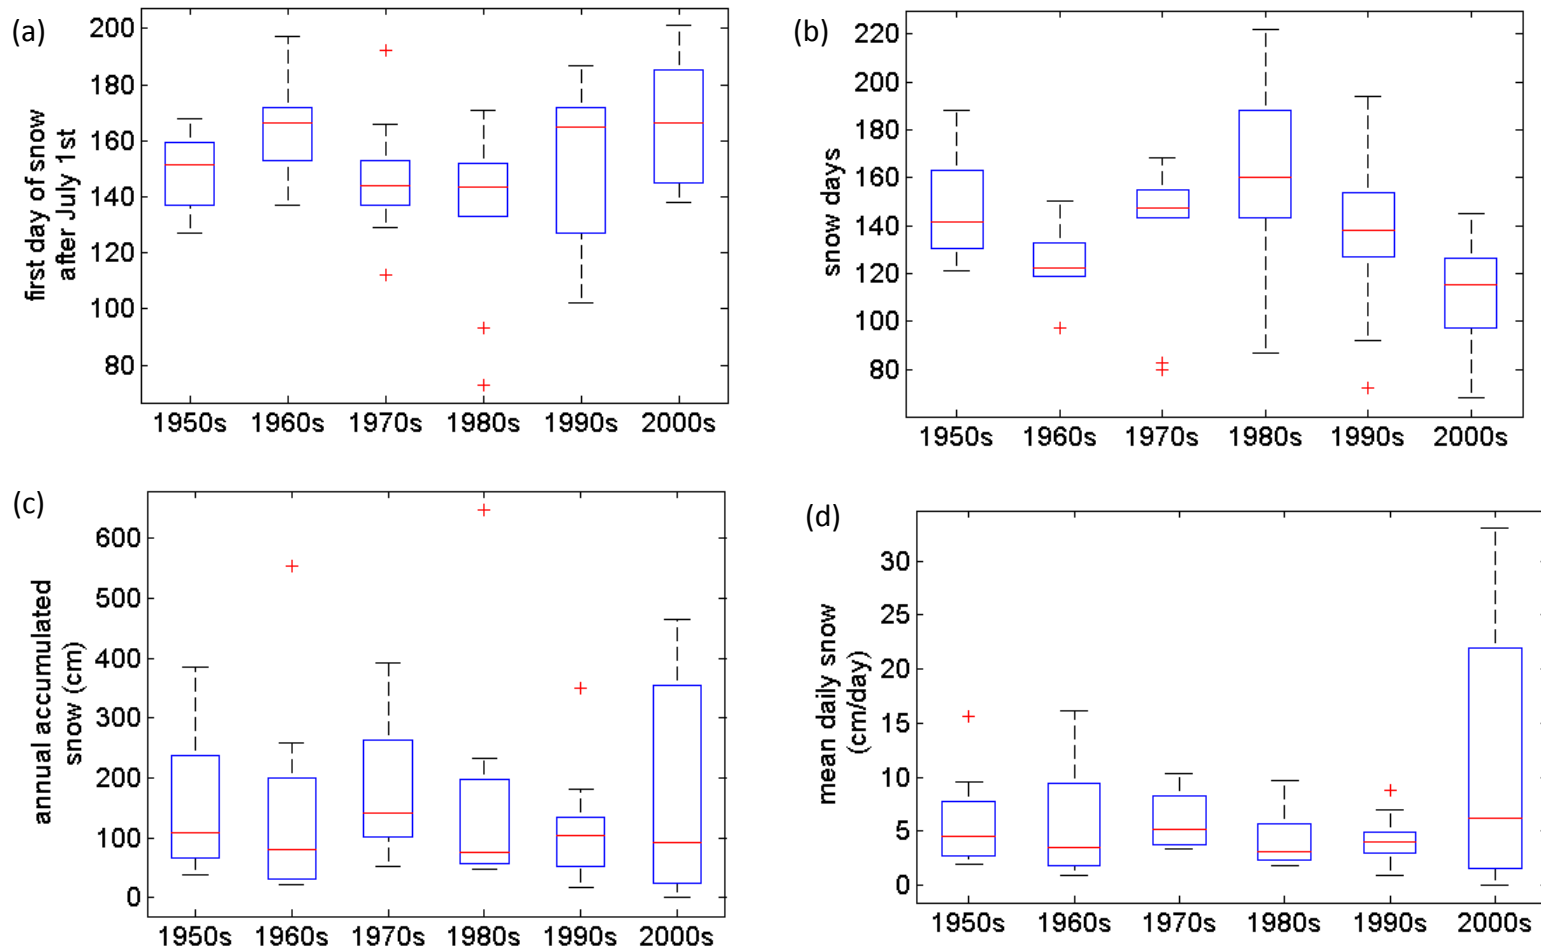 (a)
first day of snow
after July 1st
200
180
160
140
120
100
80
1950s 1960s 1970s 1980s 1990s 2000s
(b)
snow days
220
200
180
160
140
120
100
80
1950s 1960s 1970s 1980s 1990s 2000s
(c)
annual accumulated
snow (cm)
600
500
400
300
200
100
0
1950s 1960s 1970s 1980s 1990s 2000s
(d)
mean daily snow
(cm/day)
30
25
20
15
10
5
0
1950s 1960s 1970s 1980s 1990s 2000s